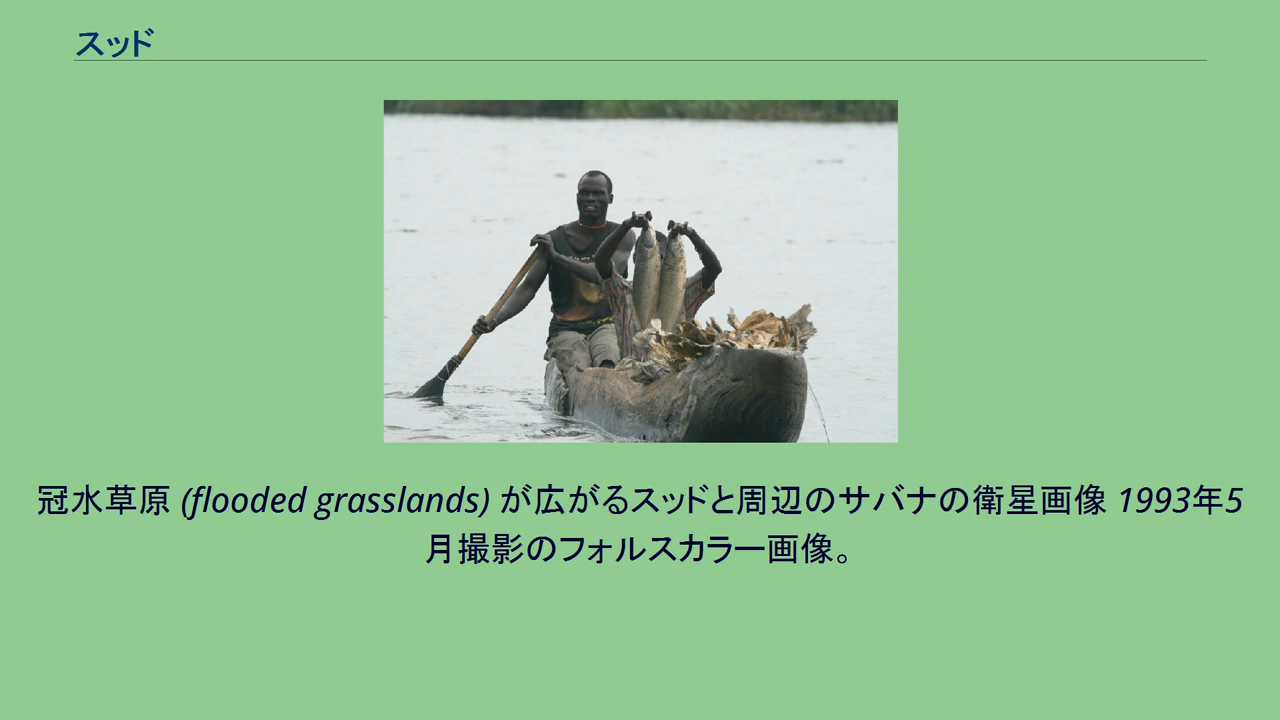 スッド
冠水草原 (flooded grasslands) が広がるスッドと周辺のサバナの衛星画像 1993年5
月撮影のフォルスカラー画像。